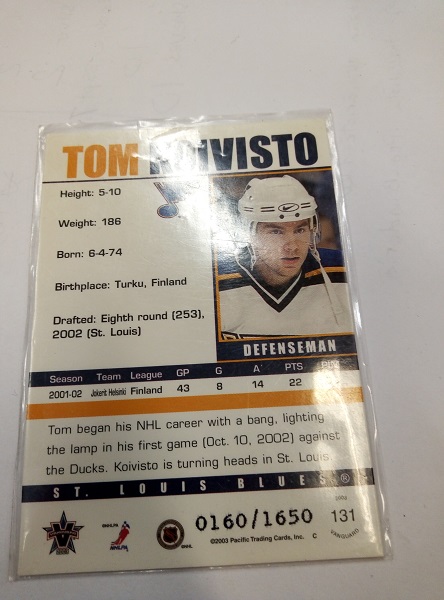 TOM KOIVISTO
Height: 5-10
Weight: 186
Born: 6-4-74
Birthplace: Turku, Finland
Drafted: Eighth round (253),
2002 (St. Louis)
DEFENSEMAN
Season Team League GP G A PTS
2001-02 Jokerit Helsinki Finland 43 8 14 22
Tom began his NHL career with a bang, lighting
the lamp in his first game (Oct. 10, 2002) against
the Ducks. Koivisto is turning heads in St. Louis.
ST. LOUIS BLUES ®
0160/1650
131
VANGUARD
NHLPA
©2003 Pacific Trading Cards, Inc. C